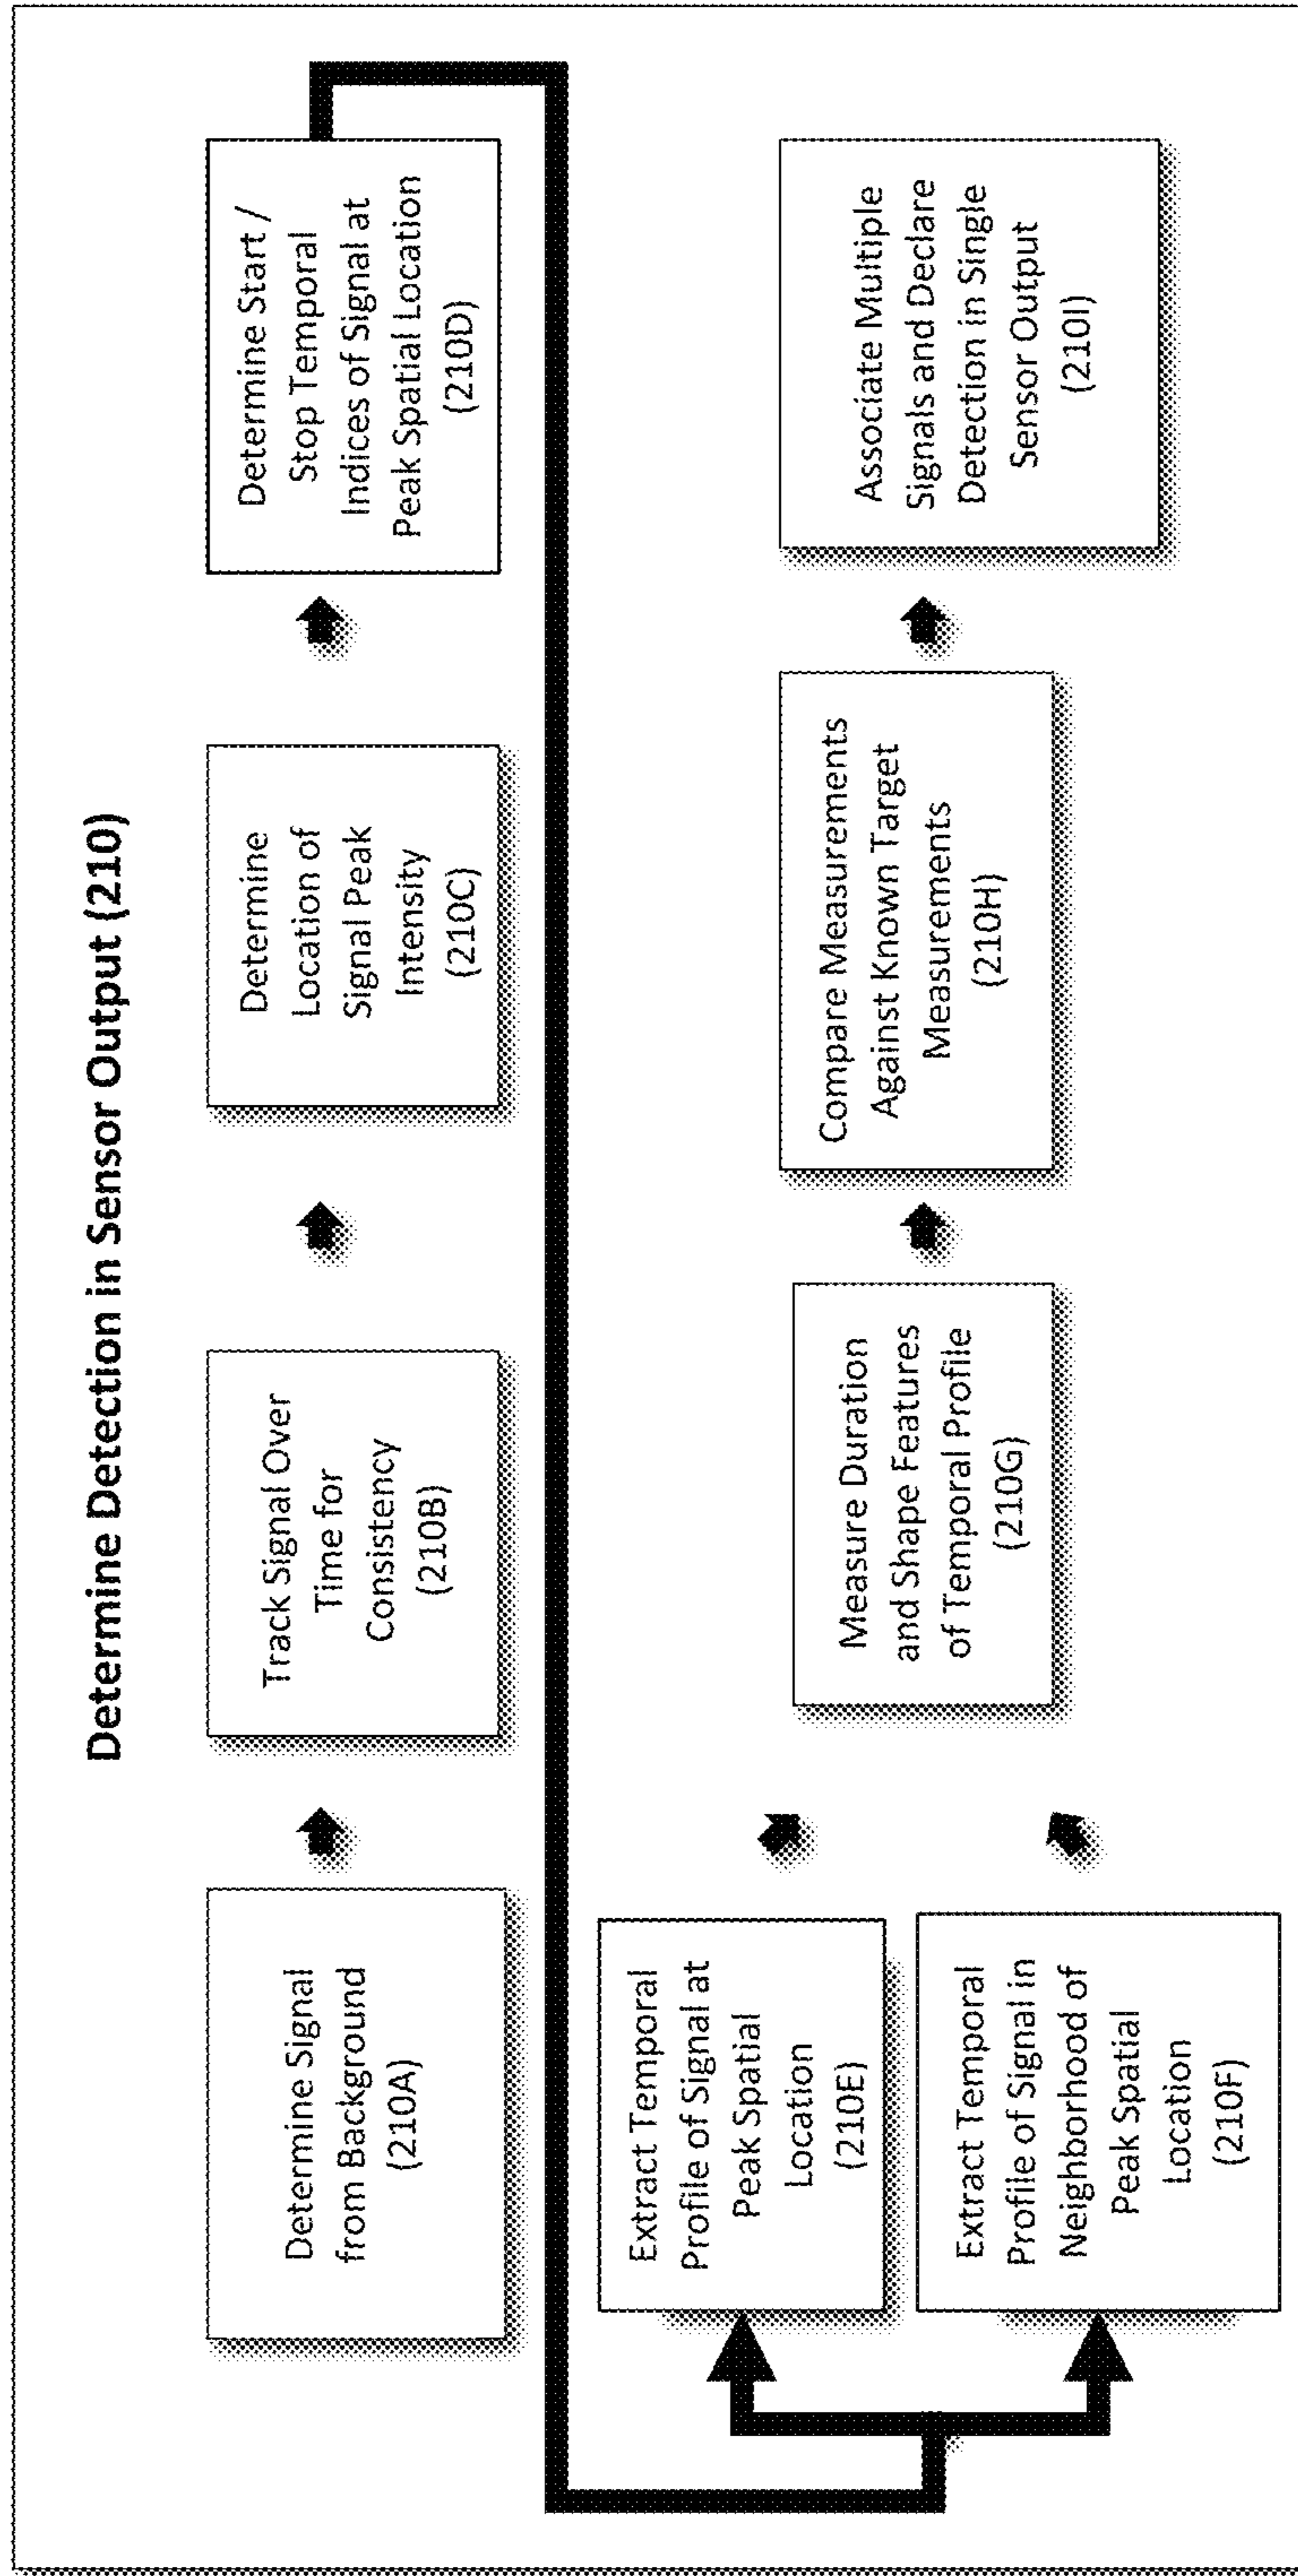 Determine Detection in Sensor Output (210)
Determine Signal
from Background
(210A)
Track Signal Over
Time for
Consistency
(210B)
Determine
Location of
Signal Peak
Intensity
(210C)
Determine Start /
Stop Temporal
Indices of Signal at
Peak Spatial Location
(210D)
Extract Temporal
Profile of Signal at
Peak Spatial
Location
(210E)
Extract Temporal
Profile of Signal in
Neighborhood of
Peak Spatial
Location
(210F)
Measure Duration
and Shape Features
of Temporal Profile
(210G)
Compare Measurements
Against Known Target
Measurements
(210H)
Associate Multiple
Signals and Declare
Detection in Single
Sensor Output
(210I)